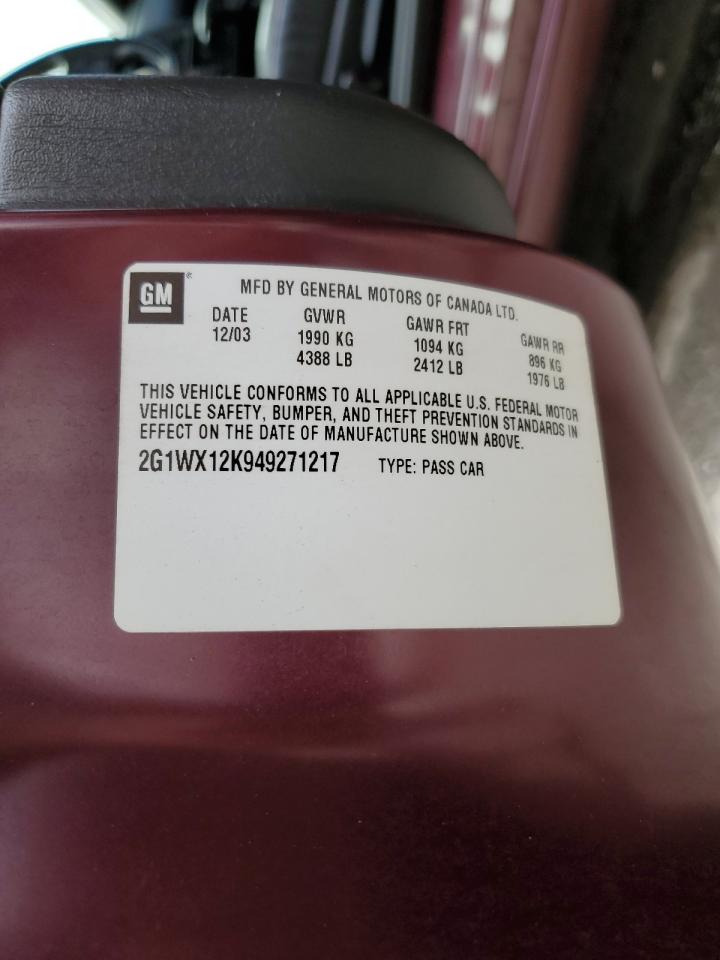 GM®
MFD BY GENERAL MOTORS OF CANADA LTD.
DATE GVWR GAWR FRT GAWR RR
12/03 1990 KG 1094 KG 896 KG
4388 LB 2412 LB 1976 LB
THIS VEHICLE CONFORMS TO ALL APPLICABLE U.S. FEDERAL MOTOR
VEHICLE SAFETY, BUMPER, AND THEFT PREVENTION STANDARDS IN
EFFECT ON THE DATE OF MANUFACTURE SHOWN ABOVE.
2G1WX12K949271217 TYPE: PASS CAR